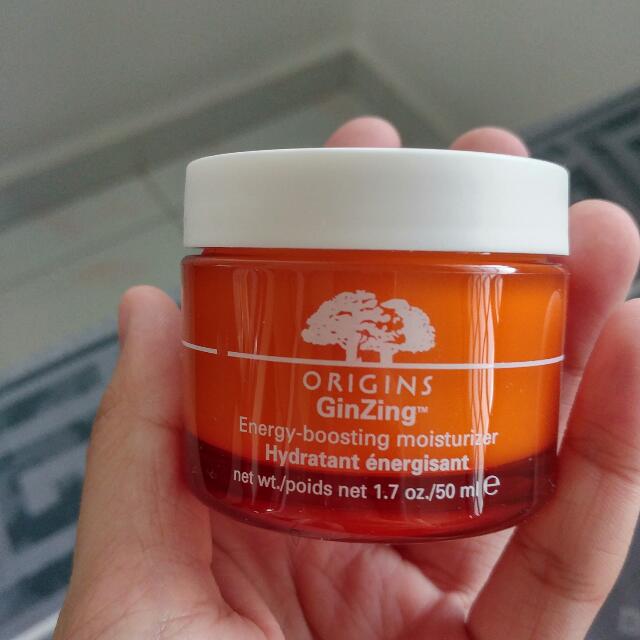 ORIGINS
GinZing™
Energy-boosting moisturizer
Hydratant énergisant
net wt./poids net 1.7 oz./50 ml ℮